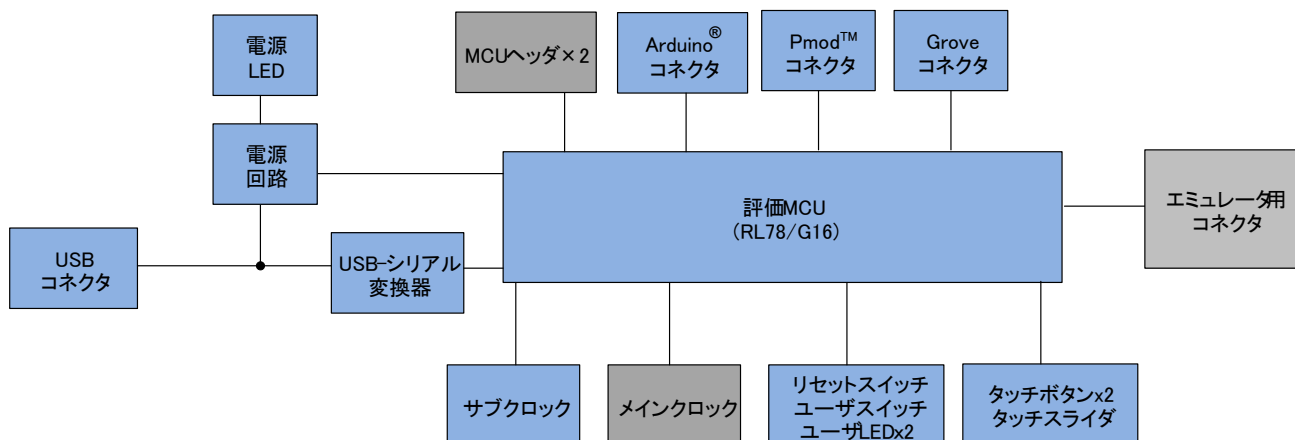 電源
LED
MCUヘッダ×2
Arduino®
コネクタ
Pmod™
コネクタ
Grove
コネクタ
電源
回路
評価MCU
(RL78/G16)
エミュレータ用
コネクタ
USB
コネクタ
USB-シリアル
変換器
サブクロック
メインクロック
リセットスイッチ
ユーザスイッチ
ユーザLEDx2
タッチボタンx2
タッチスライダ